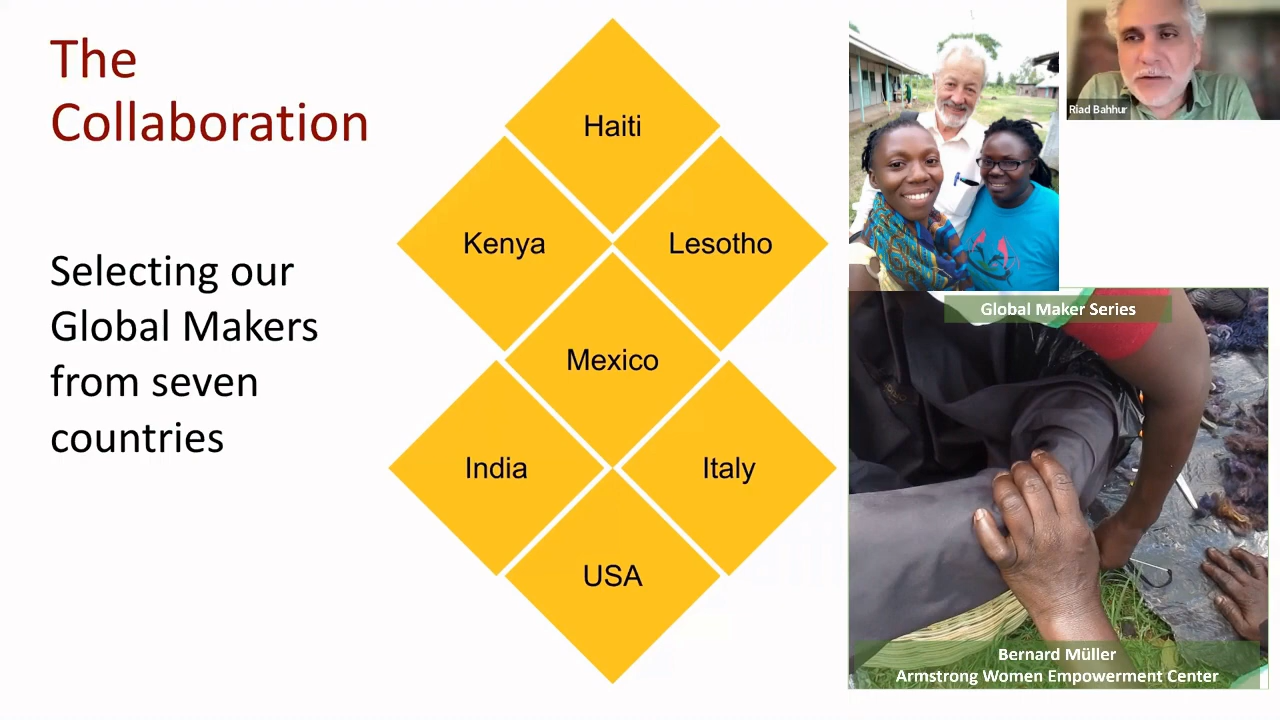 The
Collaboration
Selecting our
Global Makers
from seven
countries
Haiti
Kenya
Lesotho
Mexico
India
Italy
USA
Riad Bahhur
Global Maker Series
Bernard Müller
Armstrong Women Empowerment Center